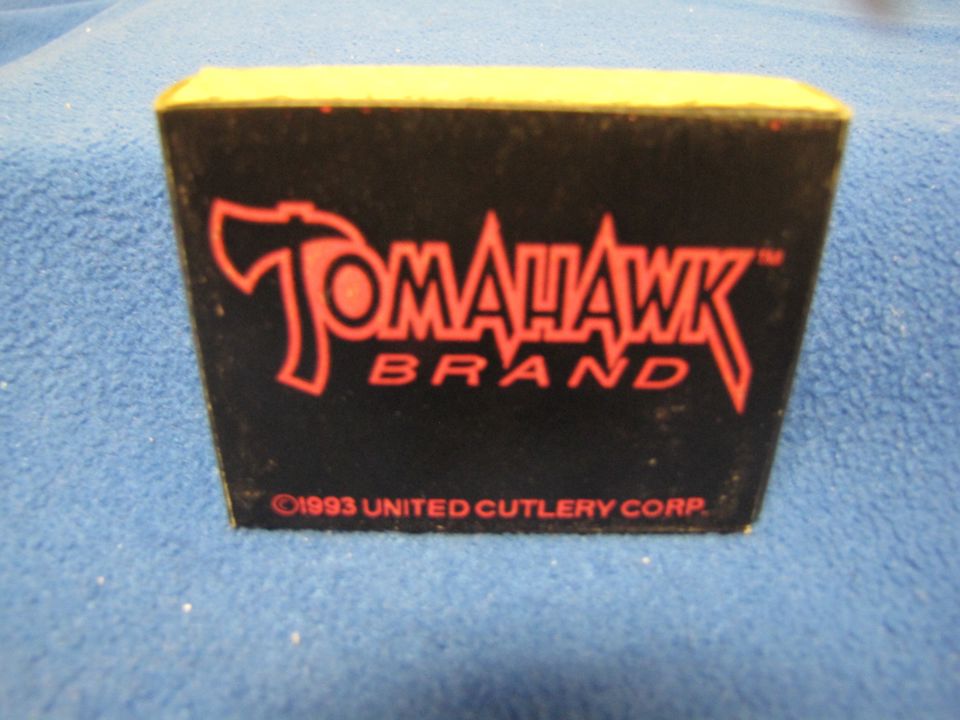 TOMAHAWK™
BRAND
©1993 UNITED CUTLERY CORP.